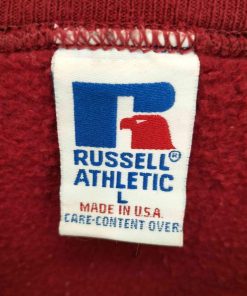 RUSSELL®
ATHLETIC
L
MADE IN U.S.A.
CARE-CONTENT OVER